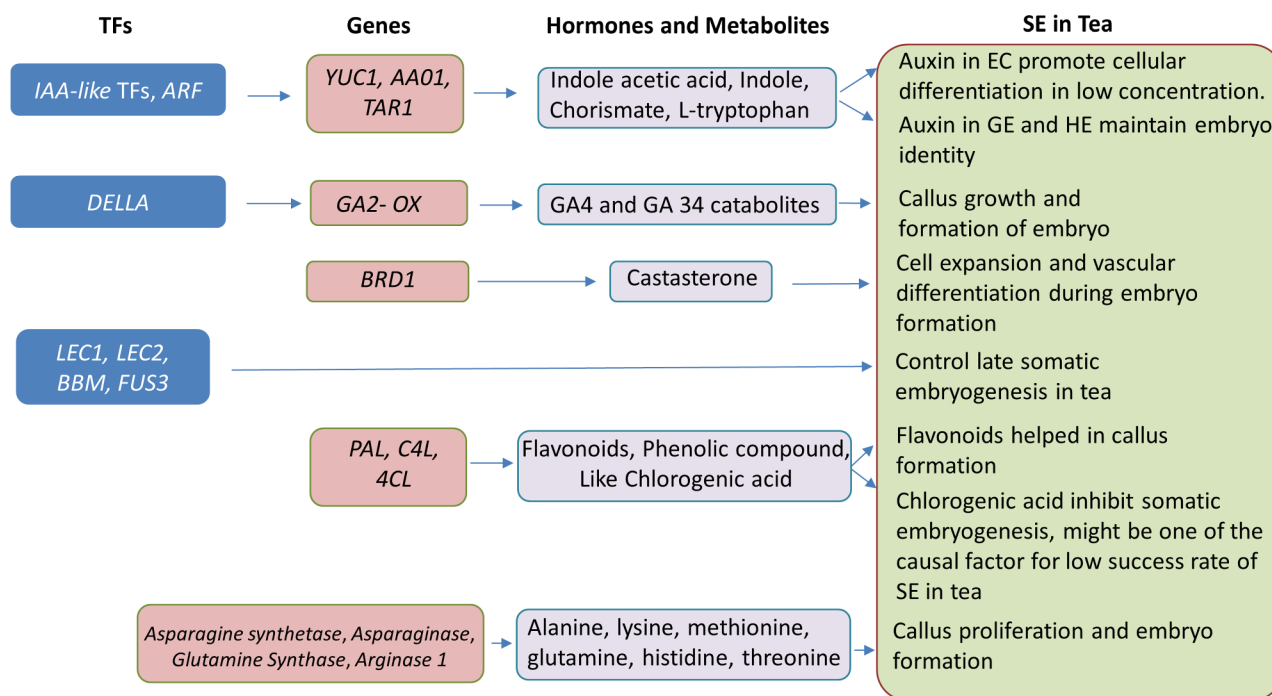 TFs
Genes
Hormones and Metabolites
SE in Tea
IAA-like TFs, ARF
YUC1, AA01,
TAR1
Indole acetic acid, Indole,
Chorismate, L-tryptophan
Auxin in EC promote cellular
differentiation in low concentration.
Auxin in GE and HE maintain embryo
identity
DELLA
GA2- OX
GA4 and GA 34 catabolites
Callus growth and
formation of embryo
BRD1
Castasterone
Cell expansion and vascular
differentiation during embryo
formation
LEC1, LEC2,
BBM, FUS3
Control late somatic
embryogenesis in tea
PAL, C4L,
4CL
Flavonoids, Phenolic compound,
Like Chlorogenic acid
Flavonoids helped in callus
formation
Chlorogenic acid inhibit somatic
embryogenesis, might be one of the
causal factor for low success rate of
SE in tea
Asparagine synthetase, Asparaginase,
Glutamine Synthase, Arginase 1
Alanine, lysine, methionine,
glutamine, histidine, threonine
Callus proliferation and embryo
formation